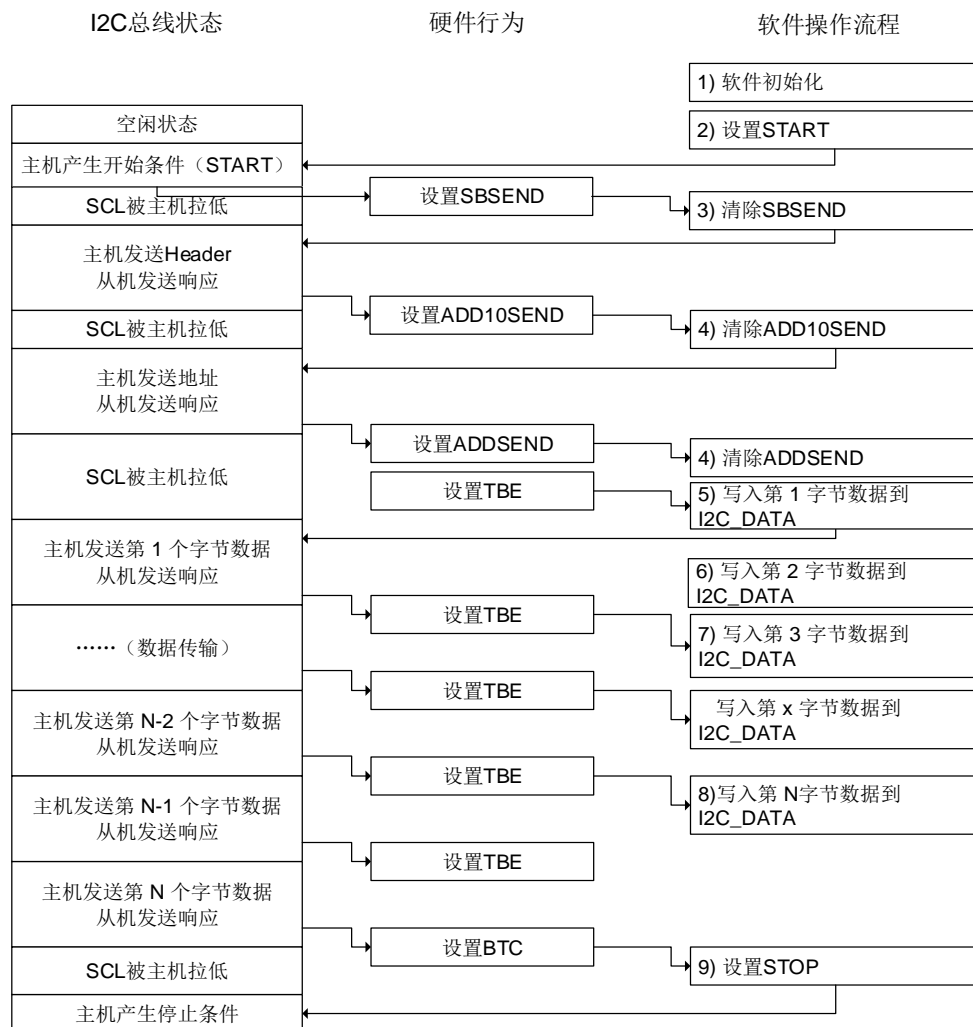 I2C总线状态
硬件行为
软件操作流程
1) 软件初始化
空闲状态
2) 设置START
主机产生开始条件（START）
设置SBSEND
SCL被主机拉低
3) 清除SBSEND
主机发送Header
从机发送响应
设置ADD10SEND
SCL被主机拉低
4) 清除ADD10SEND
主机发送地址
从机发送响应
设置ADDSEND
4) 清除ADDSEND
SCL被主机拉低
设置TBE
5) 写入第 1 字节数据到
I2C_DATA
主机发送第 1 个字节数据
从机发送响应
6) 写入第 2 字节数据到
I2C_DATA
设置TBE
7) 写入第 3 字节数据到
I2C_DATA
……（数据传输）
设置TBE
写入第 x 字节数据到
I2C_DATA
主机发送第 N-2 个字节数据
从机发送响应
设置TBE
8)写入第 N字节数据到
I2C_DATA
主机发送第 N-1 个字节数据
从机发送响应
设置TBE
主机发送第 N 个字节数据
从机发送响应
设置BTC
SCL被主机拉低
9) 设置STOP
主机产生停止条件